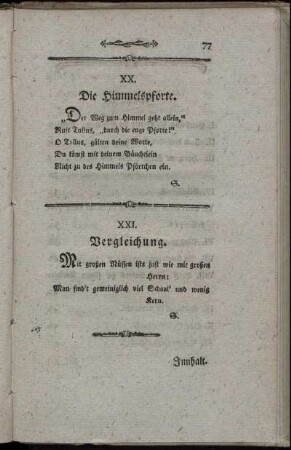 77
XX.
Die Himmelspforte.
„Der Weg zum Himmel geht allein,“
Ruft Tullus, „durch die enge Pforte!“
O Tullus, gälten deine Worte,
Du kämst mit deinem Bäuchelein
Nicht zu des Himmels Pförtchen ein.
S.
XXI.
Vergleichung.
Mit großen Nüssen ists just wie mit großen
Herrn:
Man find't gemeiniglich viel Schaal' und wenig
Kern.
S.
Innhalt.